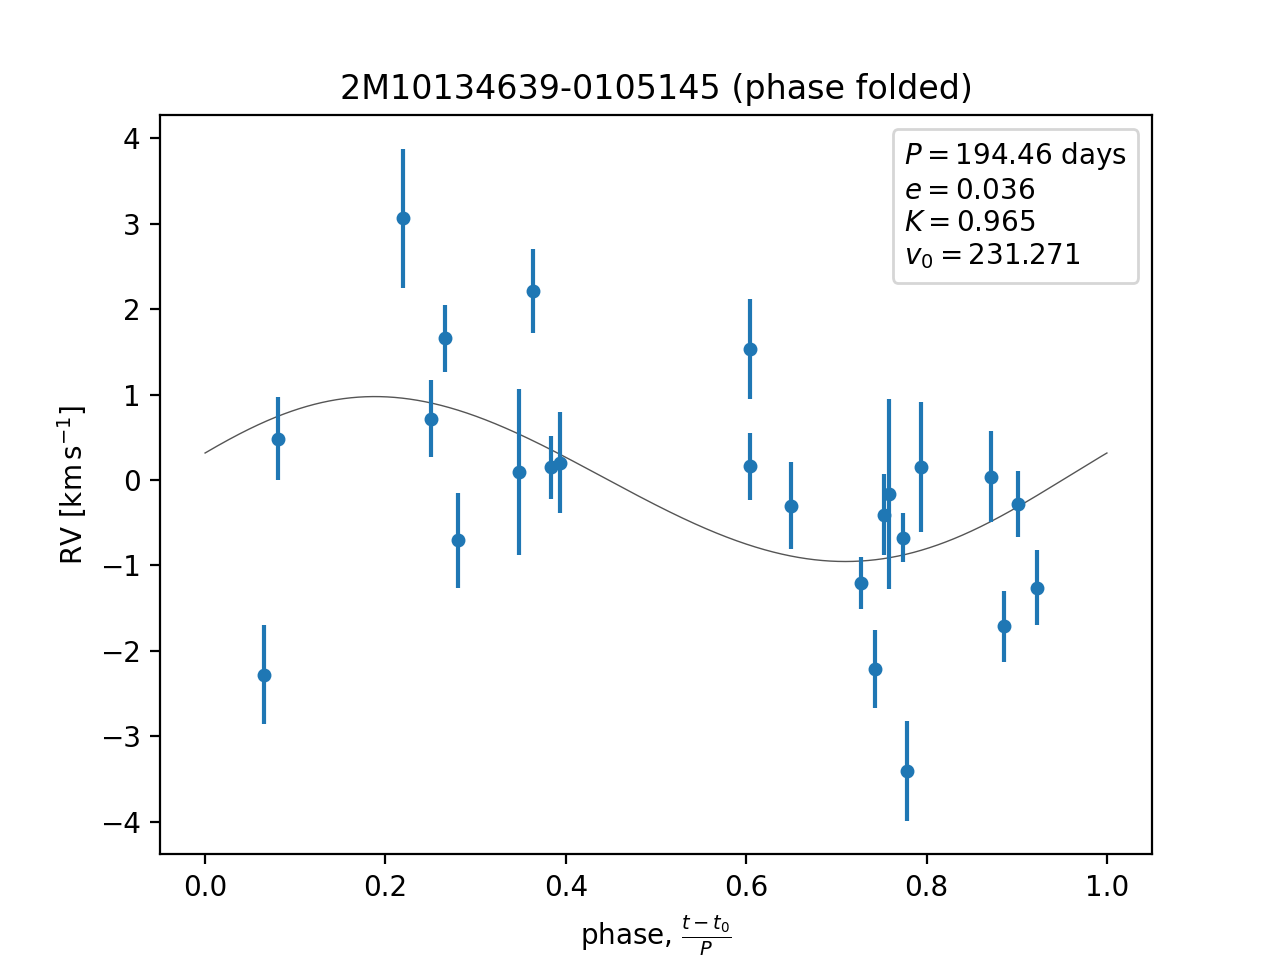 2M10134639-0105145 (phase folded)
P = 194.46 days
e = 0.036
K = 0.965
v₀ = 231.271
4
3
2
1
0
−1
−2
−3
−4
RV [km s⁻¹]
0.0 0.2 0.4 0.6 0.8 1.0
phase, (t − t₀)/P